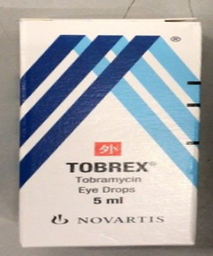 ®
外
TOBREX®
Tobramycin
Eye Drops
5 ml
NOVARTIS